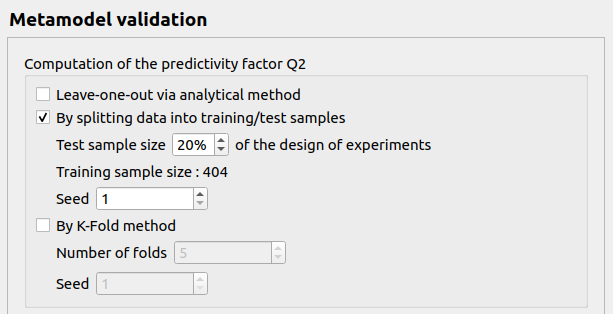 Metamodel validation
Computation of the predictivity factor Q2
Leave-one-out via analytical method
By splitting data into training/test samples
Test sample size 20% of the design of experiments
Training sample size : 404
Seed 1
By K-Fold method
Number of folds 5
Seed 1